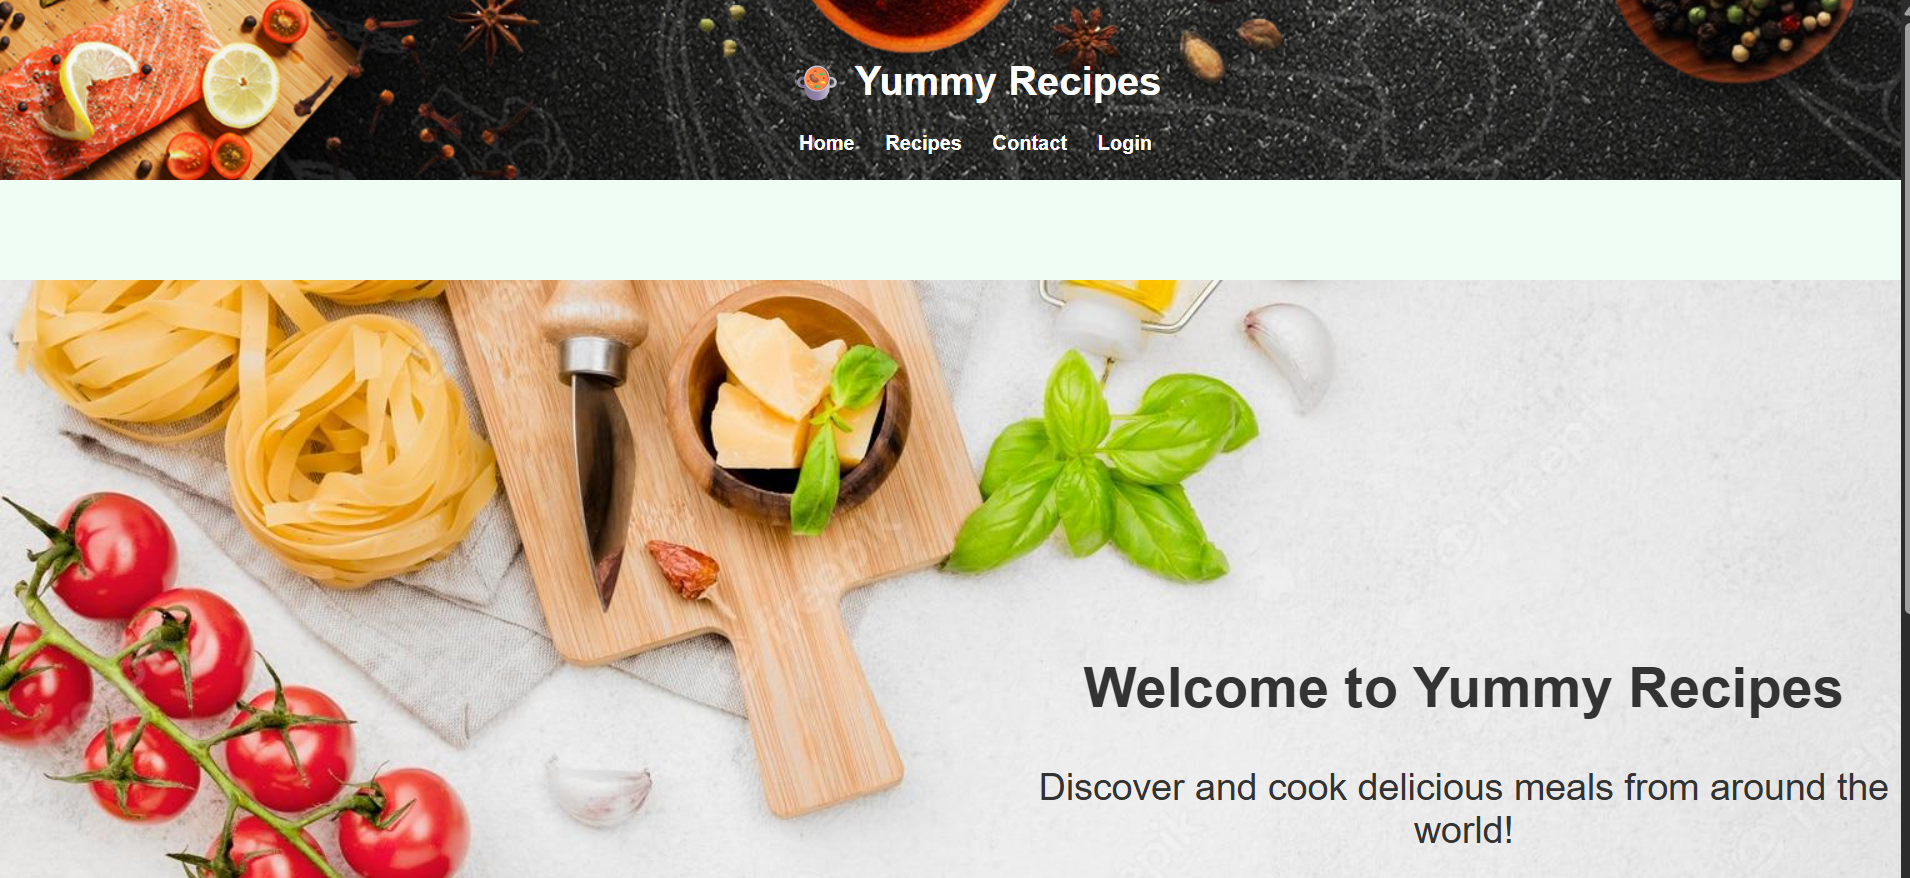 Yummy Recipes
Home Recipes Contact Login
Welcome to Yummy Recipes
Discover and cook delicious meals from around the
world!